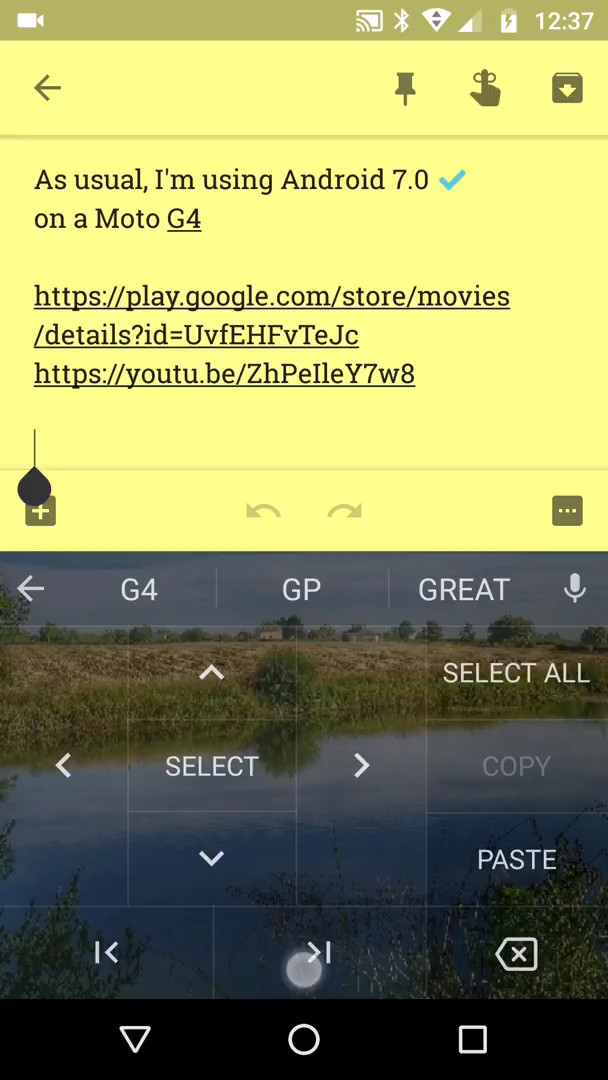 12:37
As usual, I'm using Android 7.0
on a Moto G4
https://play.google.com/store/movies
/details?id=UvfEHFvTeJc
https://youtu.be/ZhPeIleY7w8
G4 GP GREAT
SELECT ALL
SELECT COPY
PASTE